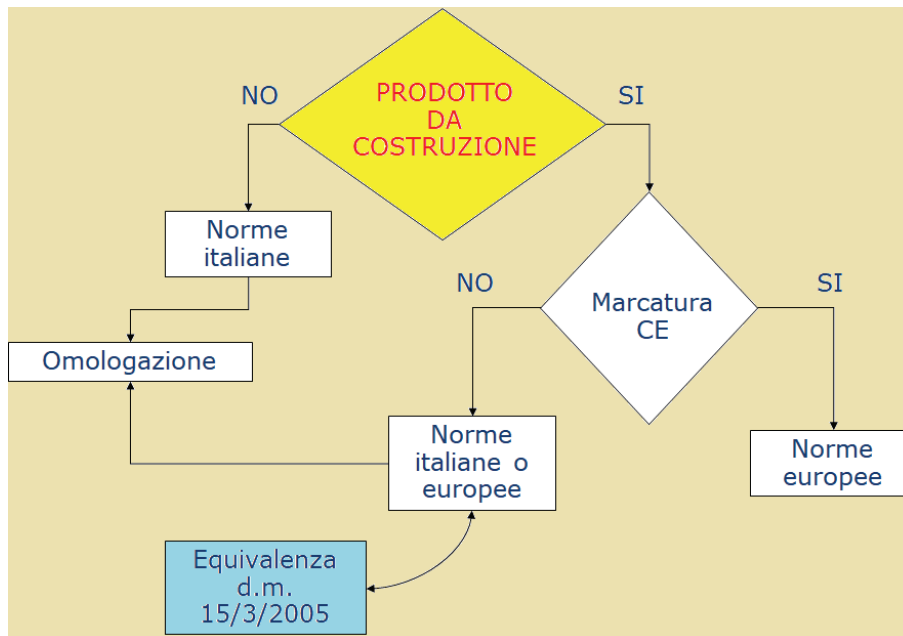 NO
PRODOTTO
DA
COSTRUZIONE
SI
Norme
italiane
NO
Marcatura
CE
SI
Omologazione
Norme
italiane o
europee
Norme
europee
Equivalenza
d.m.
15/3/2005